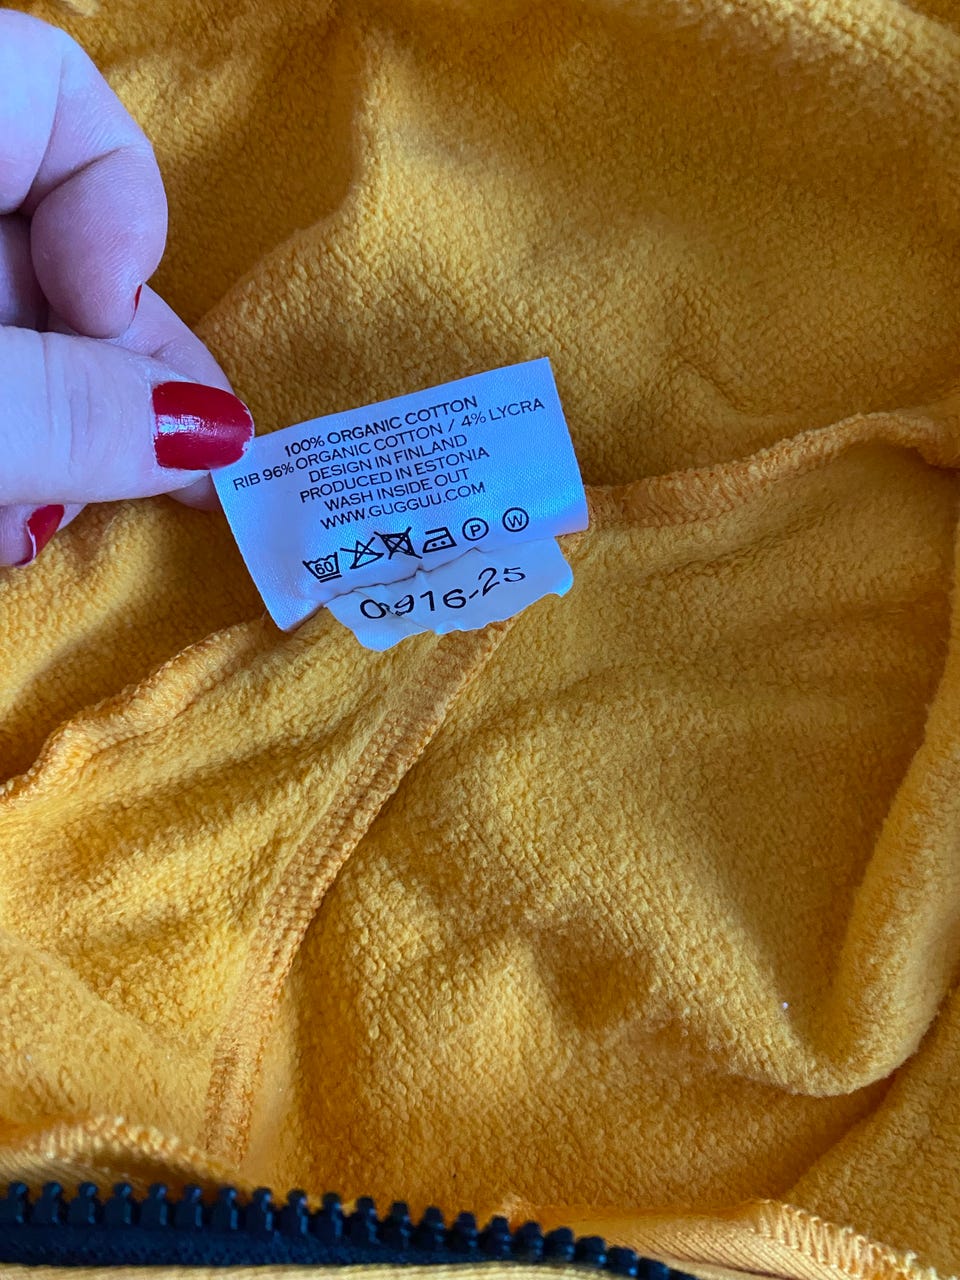 100% ORGANIC COTTON
RIB 96% ORGANIC COTTON / 4% LYCRA
DESIGN IN FINLAND
PRODUCED IN ESTONIA
WASH INSIDE OUT
WWW.GUGGUU.COM
60 P W
0916-25